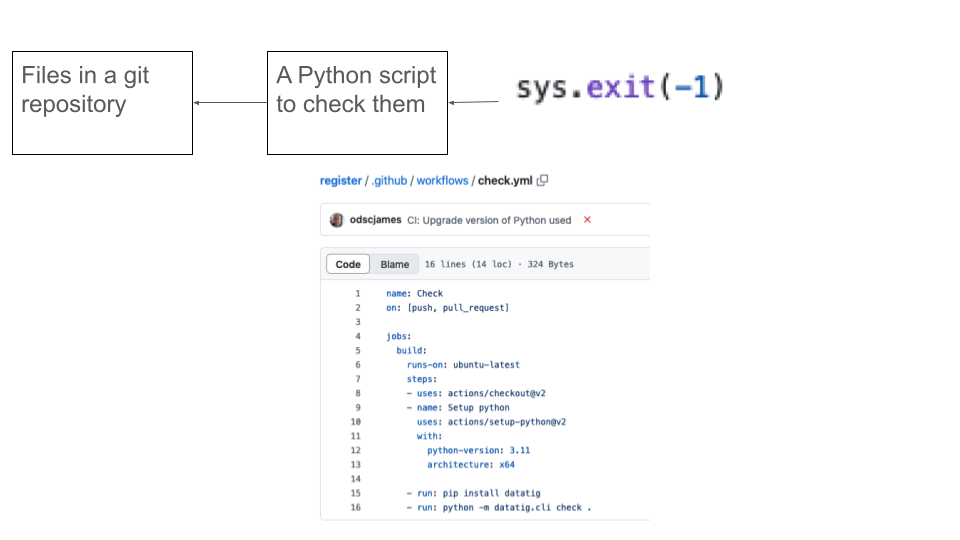 Files in a git
repository
A Python script
to check them
sys.exit(-1)
register / .github / workflows / check.yml
odscjames CI: Upgrade version of Python used
Code Blame 16 lines (14 loc) · 324 Bytes
1 name: Check
2 on: [push, pull_request]
3
4 jobs:
5 build:
6 runs-on: ubuntu-latest
7 steps:
8 - uses: actions/checkout@v2
9 - name: Setup python
10 uses: actions/setup-python@v2
11 with:
12 python-version: 3.11
13 architecture: x64
14
15 - run: pip install datatig
16 - run: python -m datatig.cli check .